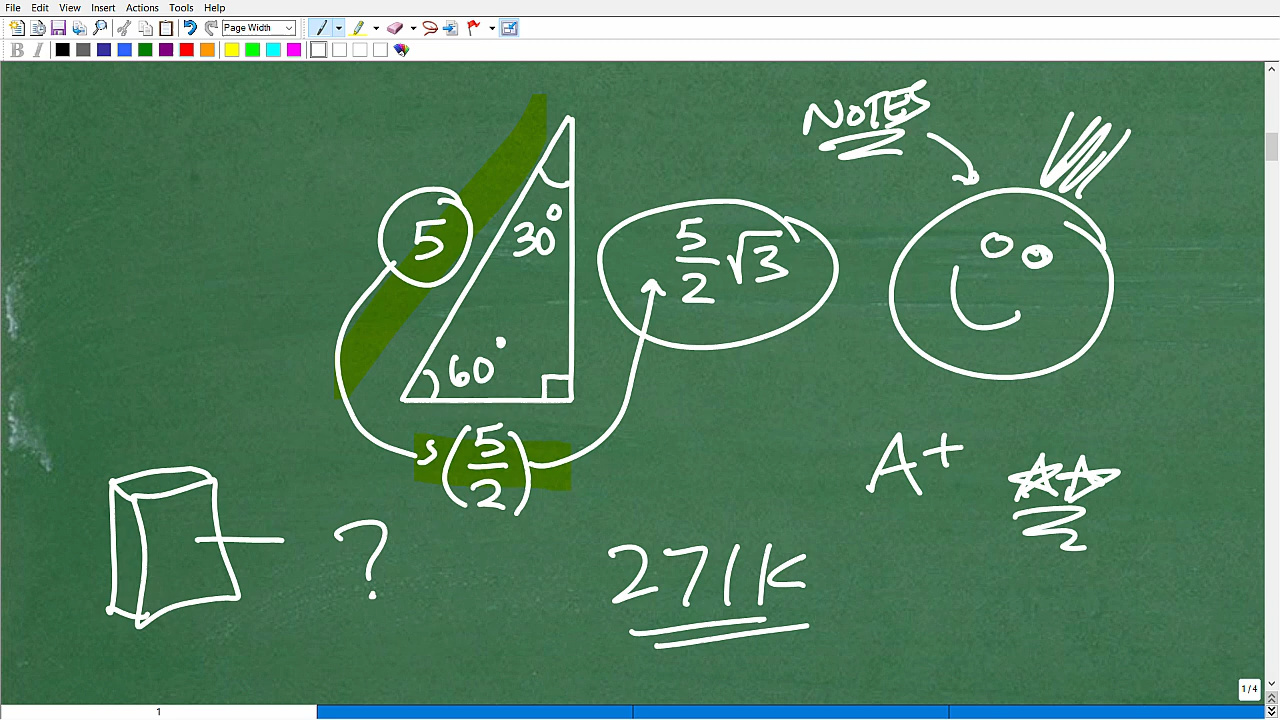 File Edit View Insert Actions Tools Help
Page Width
B I
NOTES
5
30°
5/2 √3
60°
s(5/2)
A+
?
271K
1/4
1